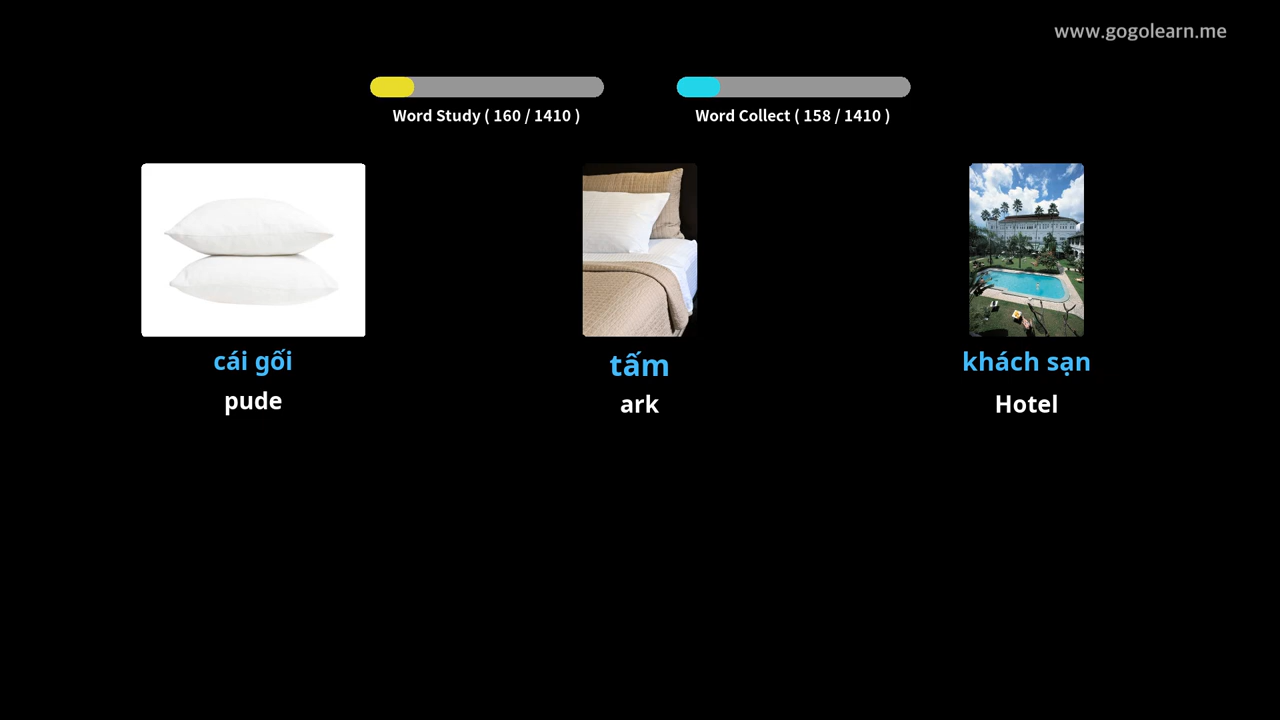 www.gogolearn.me
Word Study ( 160 / 1410 )
Word Collect ( 158 / 1410 )
cái gối
tấm
khách sạn
pude
ark
Hotel